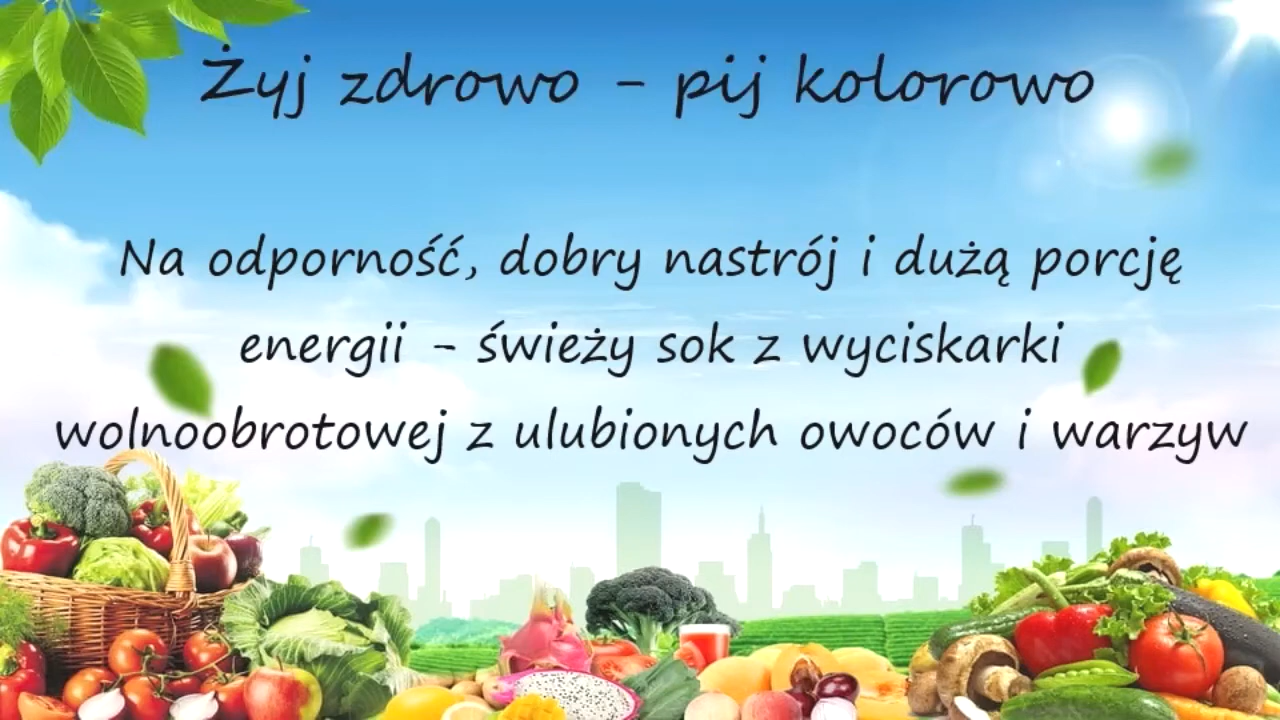 Żyj zdrowo - pij kolorowo
Na odporność, dobry nastrój i dużą porcję
energii - świeży sok z wyciskarki
wolnoobrotowej z ulubionych owoców i warzyw